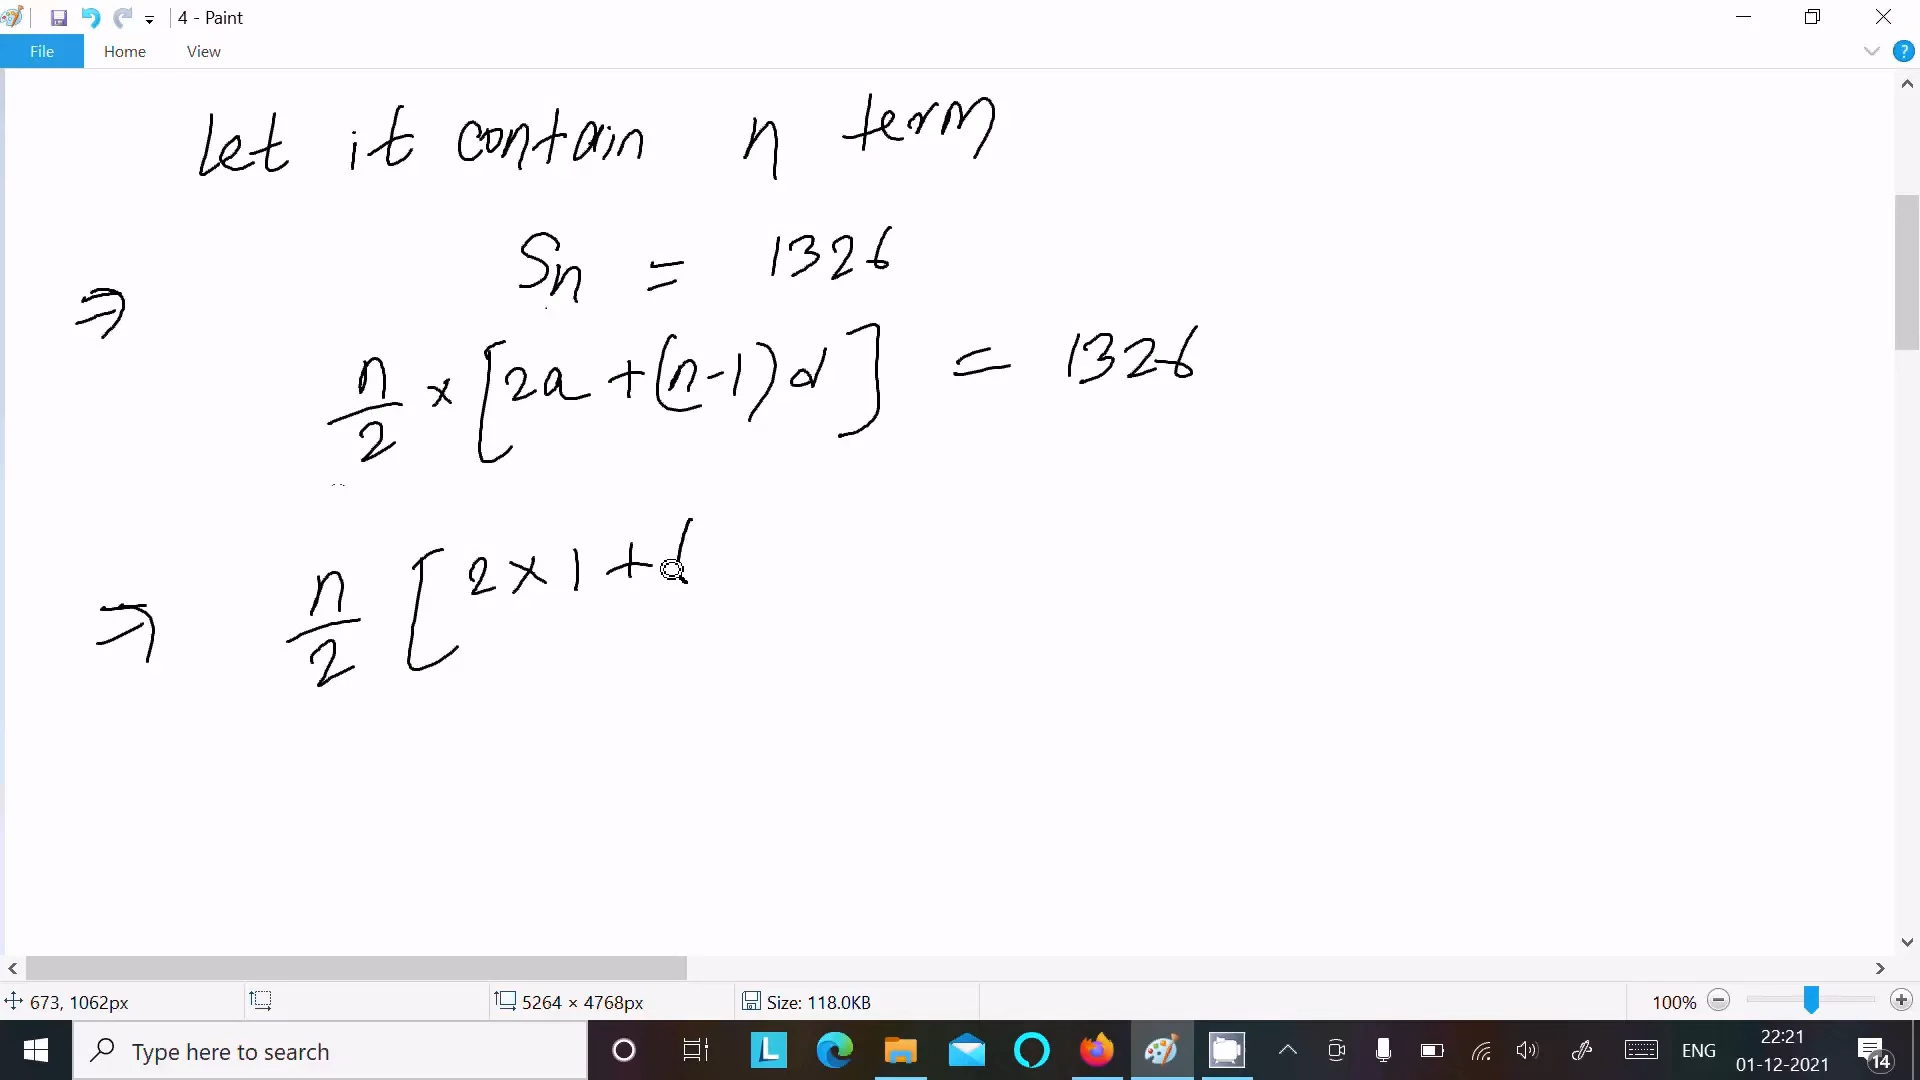 4 - Paint
File Home View
Let it contain n term
Sn = 1326
⇒
n/2 × [2a + (n-1) d] = 1326
⇒ n/2 [2 × 1 + (
673, 1062px 5264 × 4768px Size: 118.0KB 100%
Type here to search
ENG
22:21
01-12-2021
14